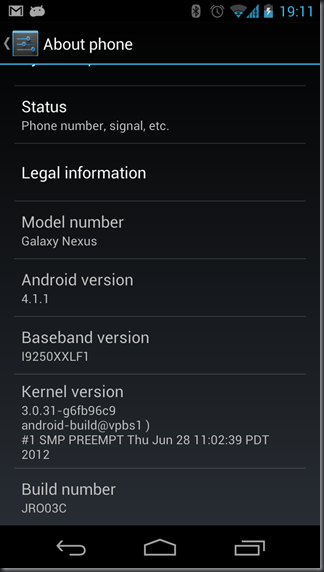 19:11
About phone
Status
Phone number, signal, etc.
Legal information
Model number
Galaxy Nexus
Android version
4.1.1
Baseband version
I9250XXLF1
Kernel version
3.0.31-g6fb96c9
android-build@vpbs1 )
#1 SMP PREEMPT Thu Jun 28 11:02:39 PDT
2012
Build number
JRO03C